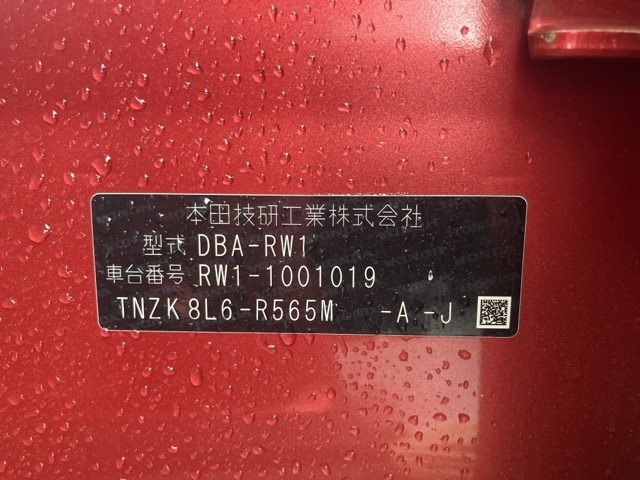 本田技研工業株式会社
型式 DBA-RW1
車台番号 RW1-1001019
TNZK 8L6-R565M -A -J